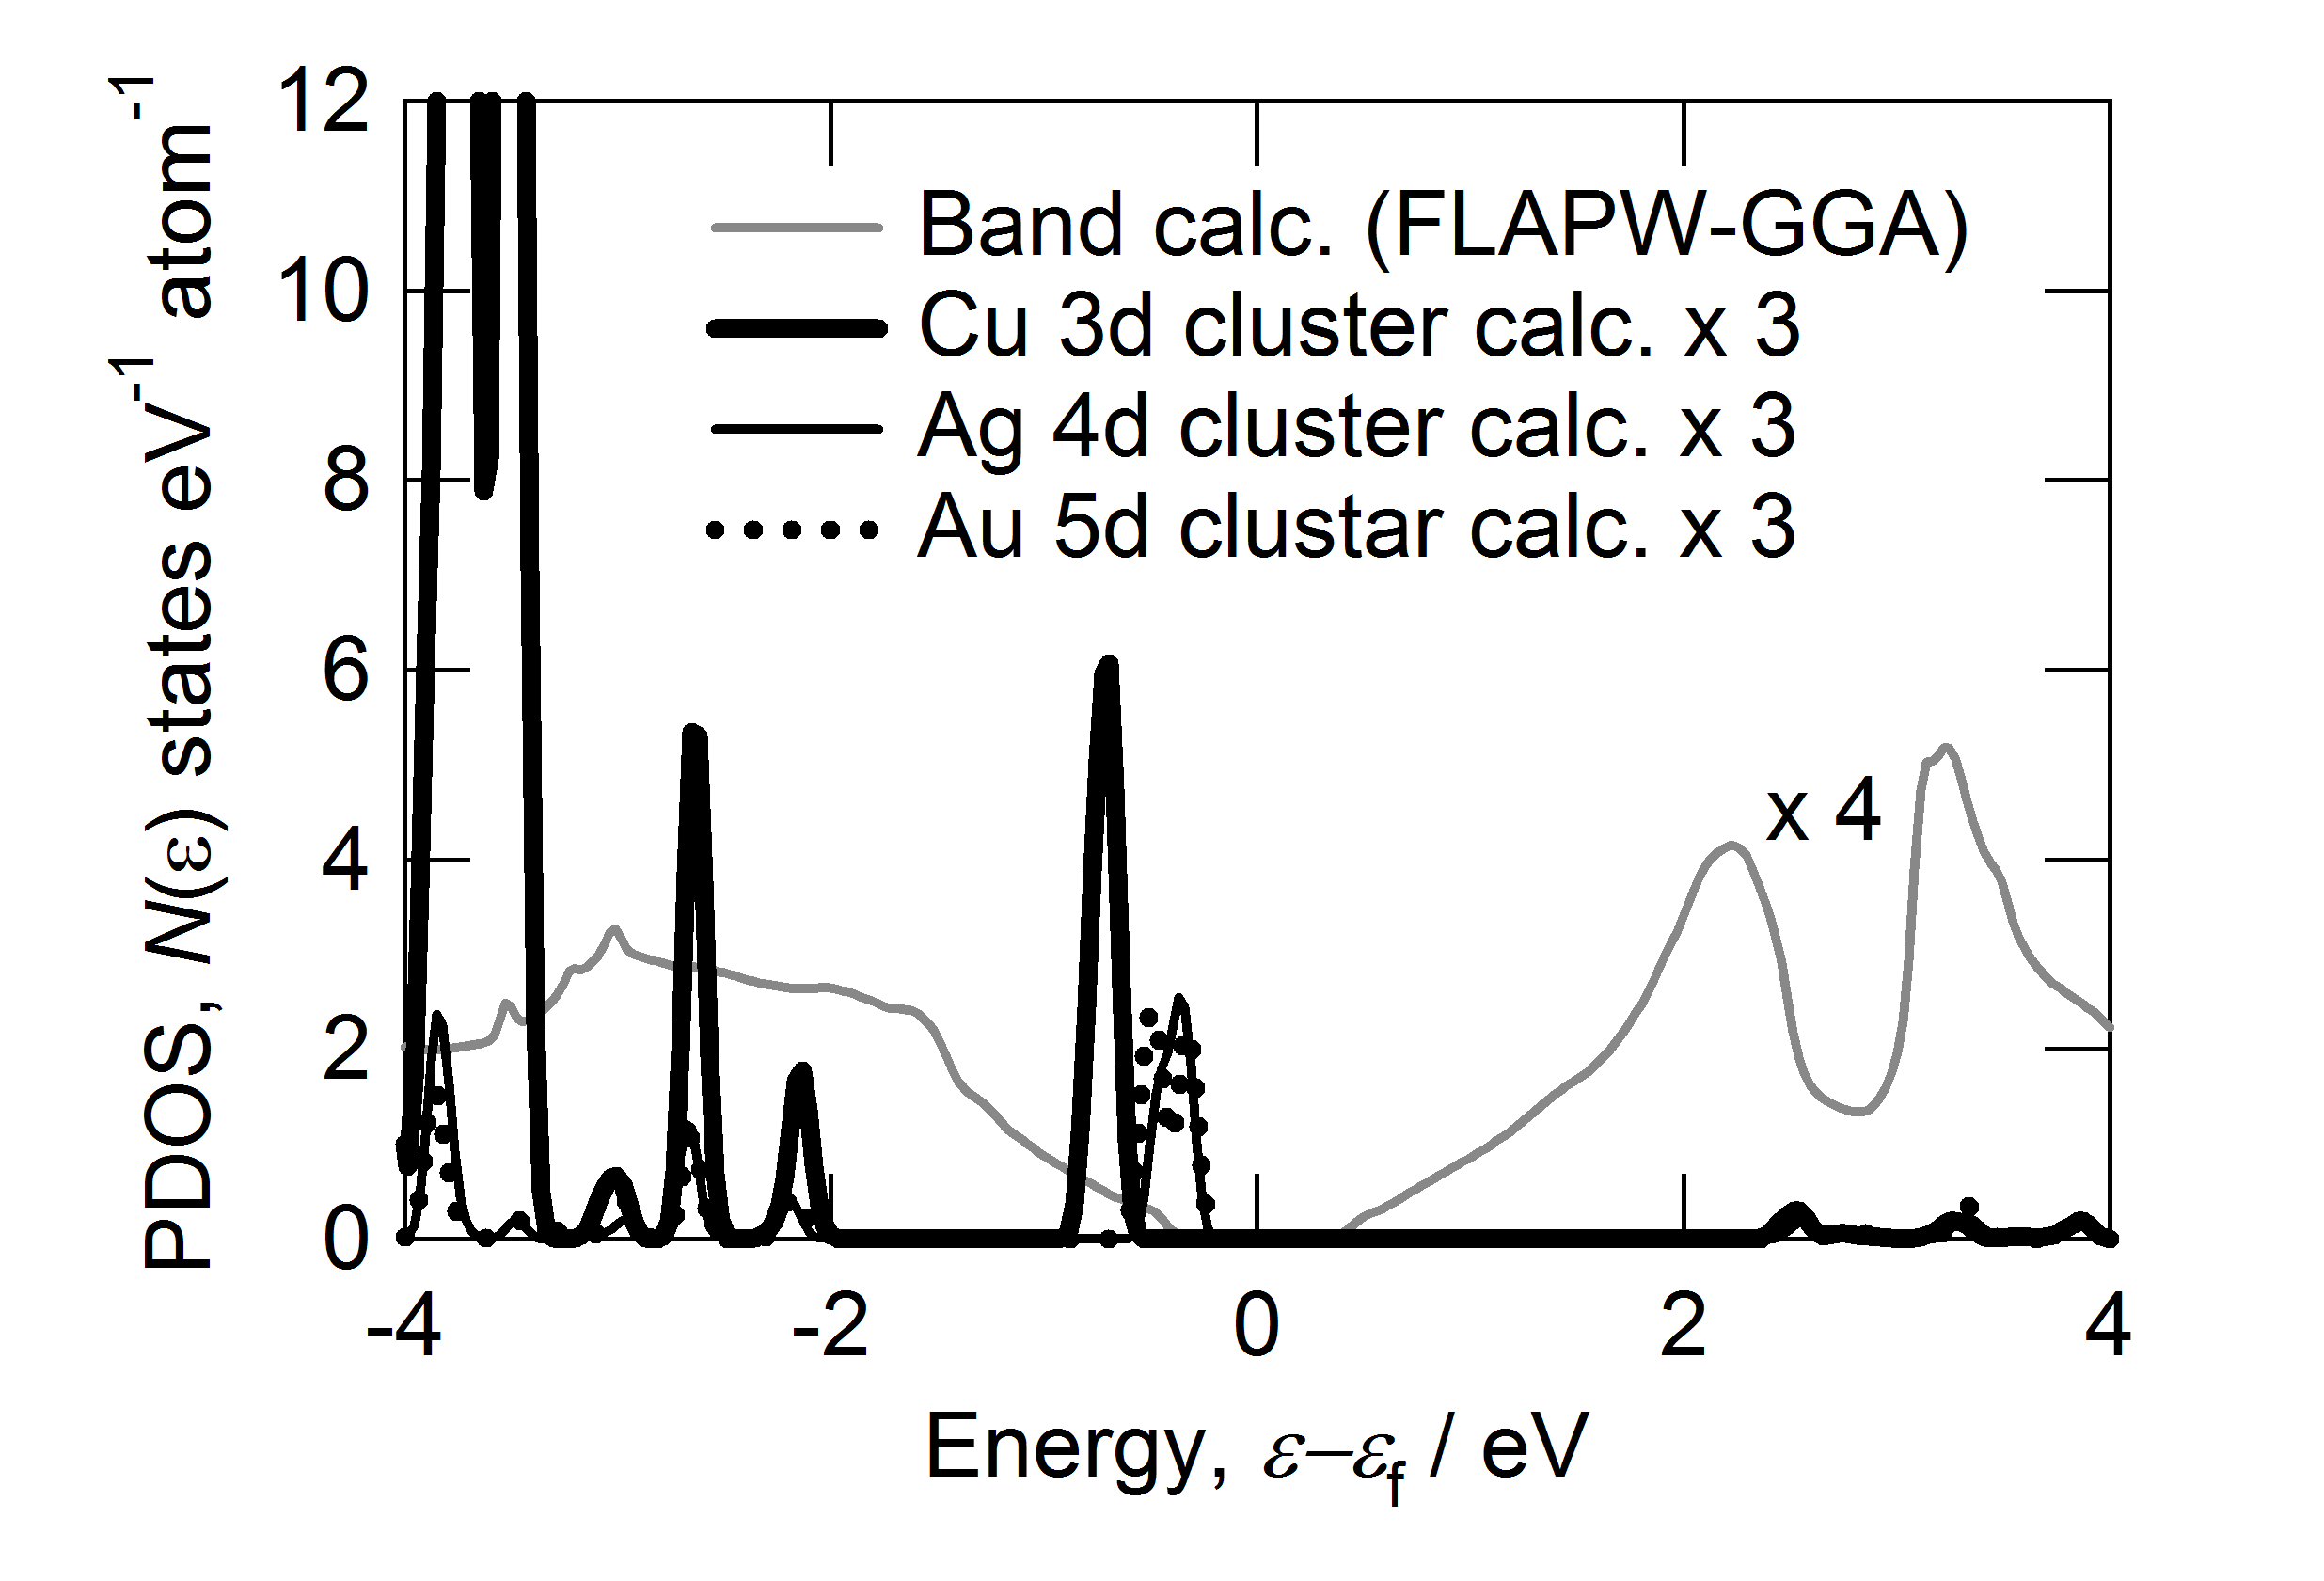 PDOS, N(ε) states eV-1 atom-1
12
10
8
6
4
2
0
Band calc. (FLAPW-GGA)
Cu 3d cluster calc. x 3
Ag 4d cluster calc. x 3
Au 5d clustar calc. x 3
x 4
-4 -2 0 2 4
Energy, ε–εf / eV